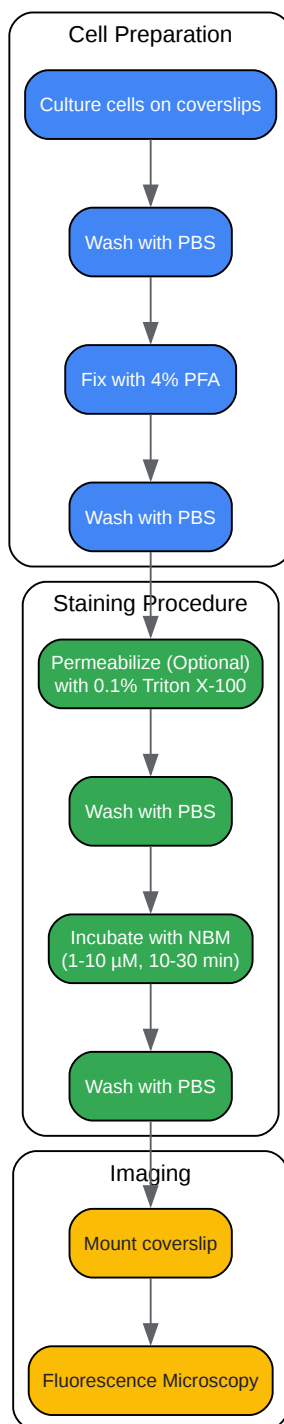 Cell Preparation
Culture cells on coverslips
Wash with PBS
Fix with 4% PFA
Wash with PBS
Staining Procedure
Permeabilize (Optional)
with 0.1% Triton X-100
Wash with PBS
Incubate with NBM
(1-10 µM, 10-30 min)
Wash with PBS
Imaging
Mount coverslip
Fluorescence Microscopy